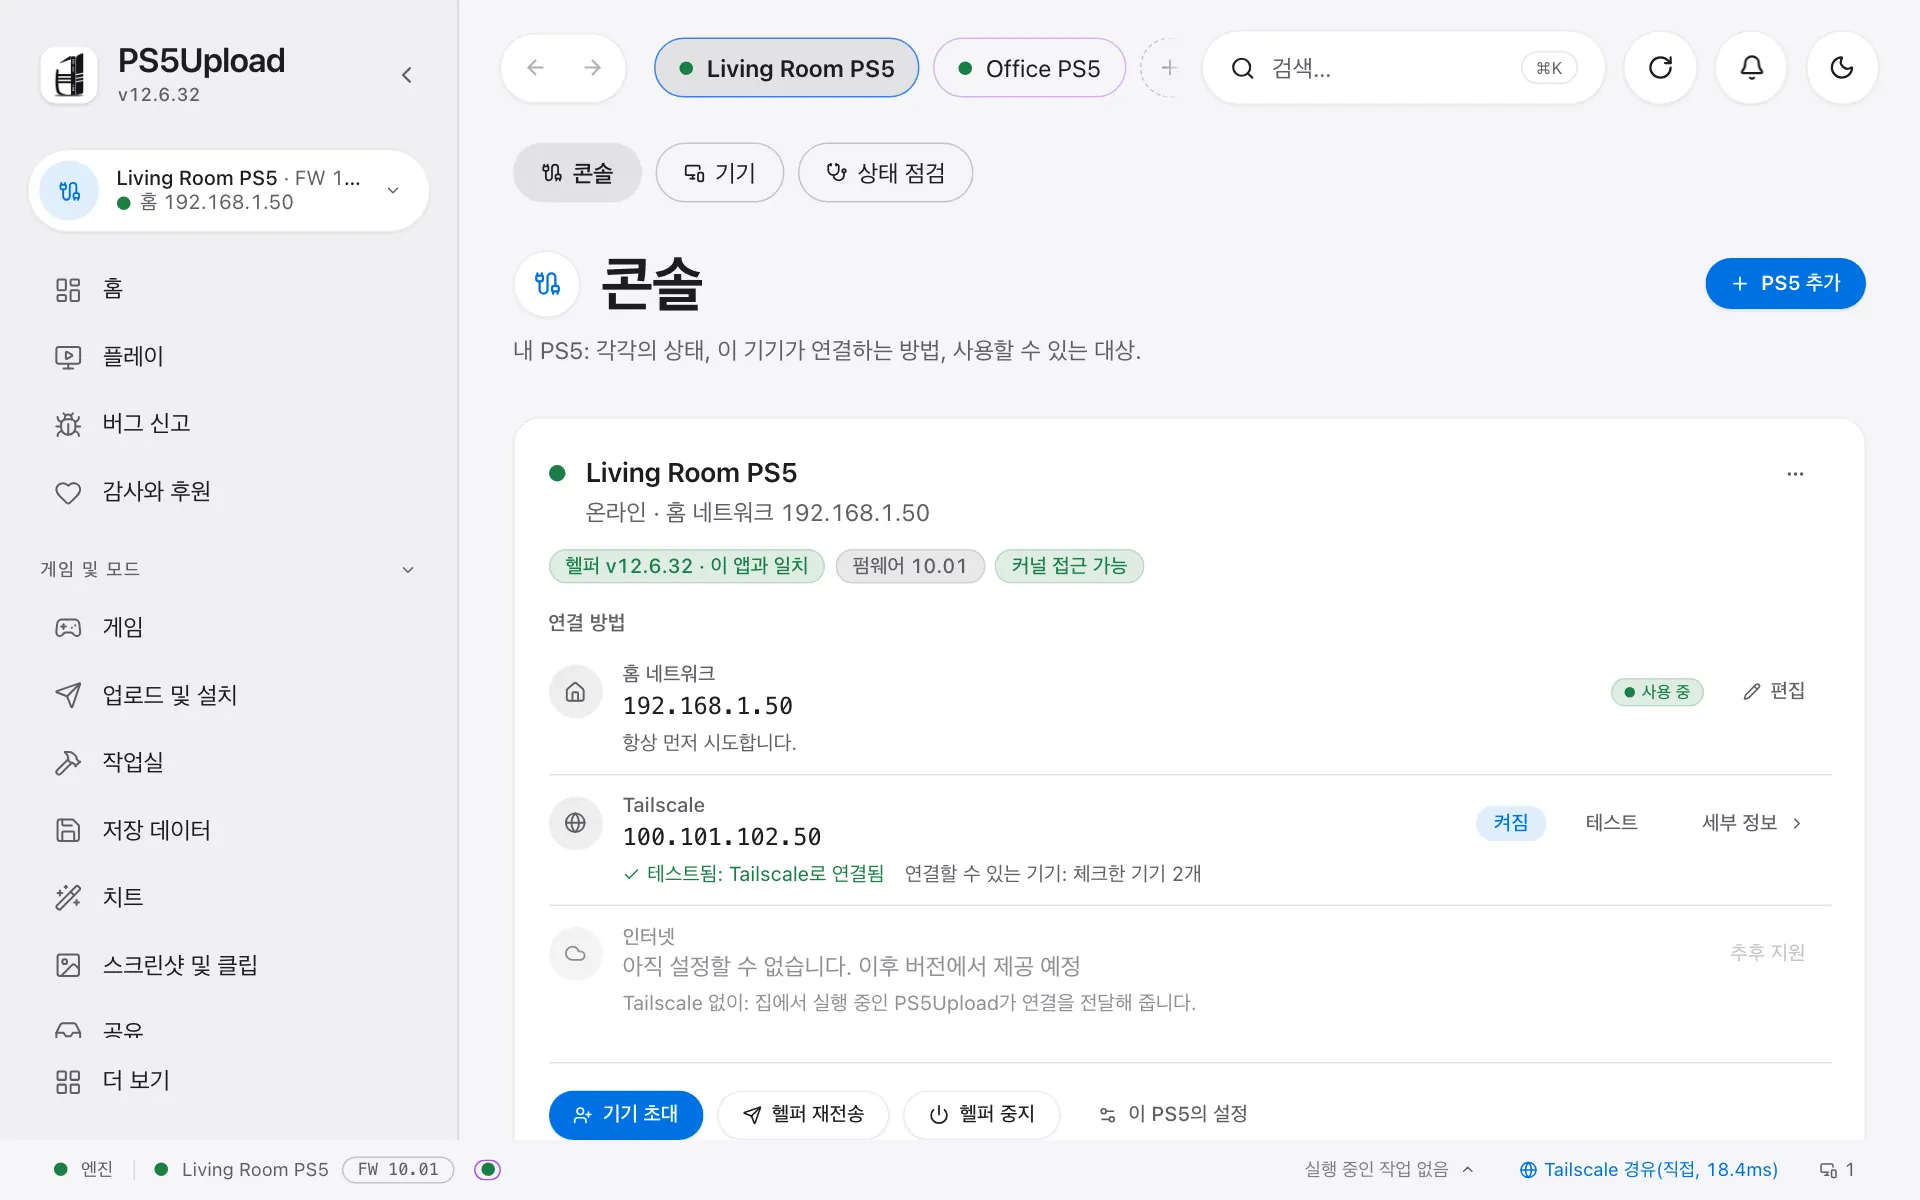 PS5Upload
v12.6.32
Living Room PS5 · FW 1...
홈 192.168.1.50
홈
플레이
버그 신고
감사와 후원
게임 및 모드
게임
업로드 및 설치
작업실
저장 데이터
치트
스크린샷 및 클립
공유
더 보기
Living Room PS5
Office PS5
검색...
⌘K
콘솔
기기
상태 점검
콘솔
PS5 추가
내 PS5: 각각의 상태, 이 기기가 연결하는 방법, 사용할 수 있는 대상.
Living Room PS5
온라인 · 홈 네트워크 192.168.1.50
헬퍼 v12.6.32 · 이 앱과 일치
펌웨어 10.01
커널 접근 가능
연결 방법
홈 네트워크
192.168.1.50
항상 먼저 시도합니다.
사용 중
편집
Tailscale
100.101.102.50
테스트됨: Tailscale로 연결됨 연결할 수 있는 기기: 체크한 기기 2개
켜짐
테스트
세부 정보
인터넷
아직 설정할 수 없습니다. 이후 버전에서 제공 예정
Tailscale 없이: 집에서 실행 중인 PS5Upload가 연결을 전달해 줍니다.
추후 지원
기기 초대
헬퍼 재전송
헬퍼 중지
이 PS5의 설정
엔진
Living Room PS5
FW 10.01
실행 중인 작업 없음
Tailscale 경유(직접, 18.4ms)
1